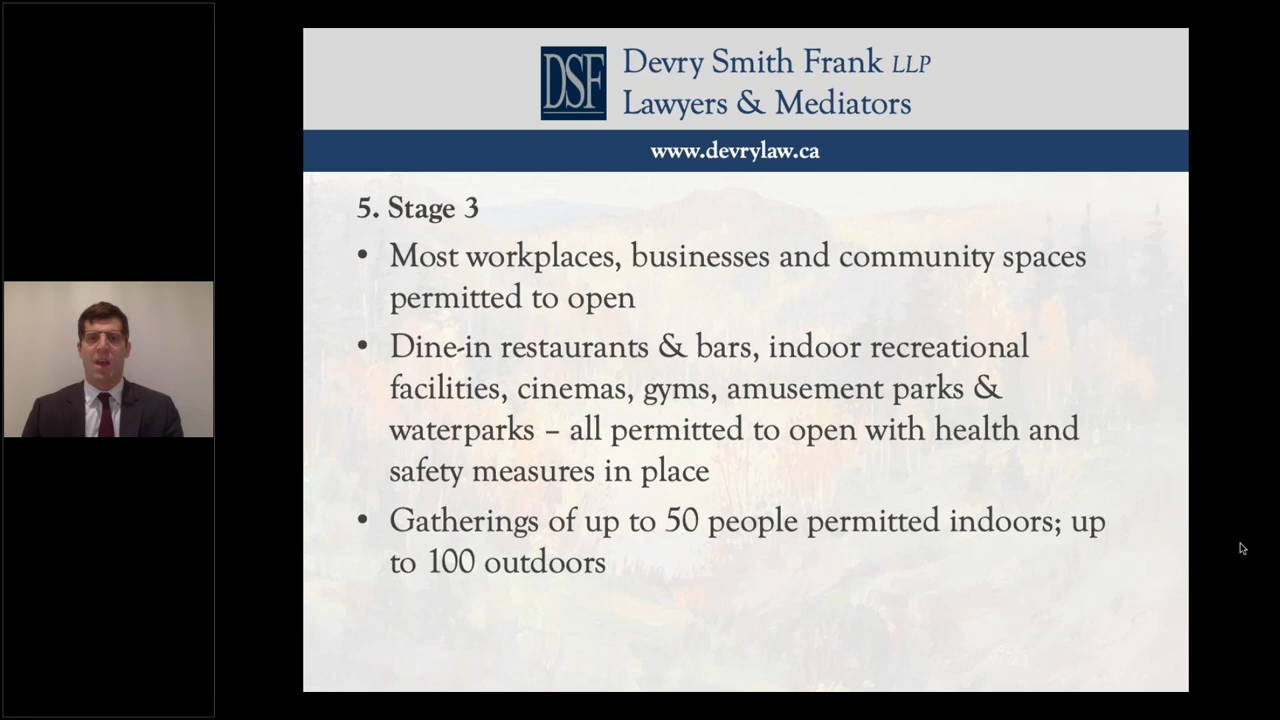 DSF
Devry Smith Frank LLP
Lawyers & Mediators
www.devrylaw.ca
5. Stage 3
• Most workplaces, businesses and community spaces
permitted to open
• Dine-in restaurants & bars, indoor recreational
facilities, cinemas, gyms, amusement parks &
waterparks – all permitted to open with health and
safety measures in place
• Gatherings of up to 50 people permitted indoors; up
to 100 outdoors